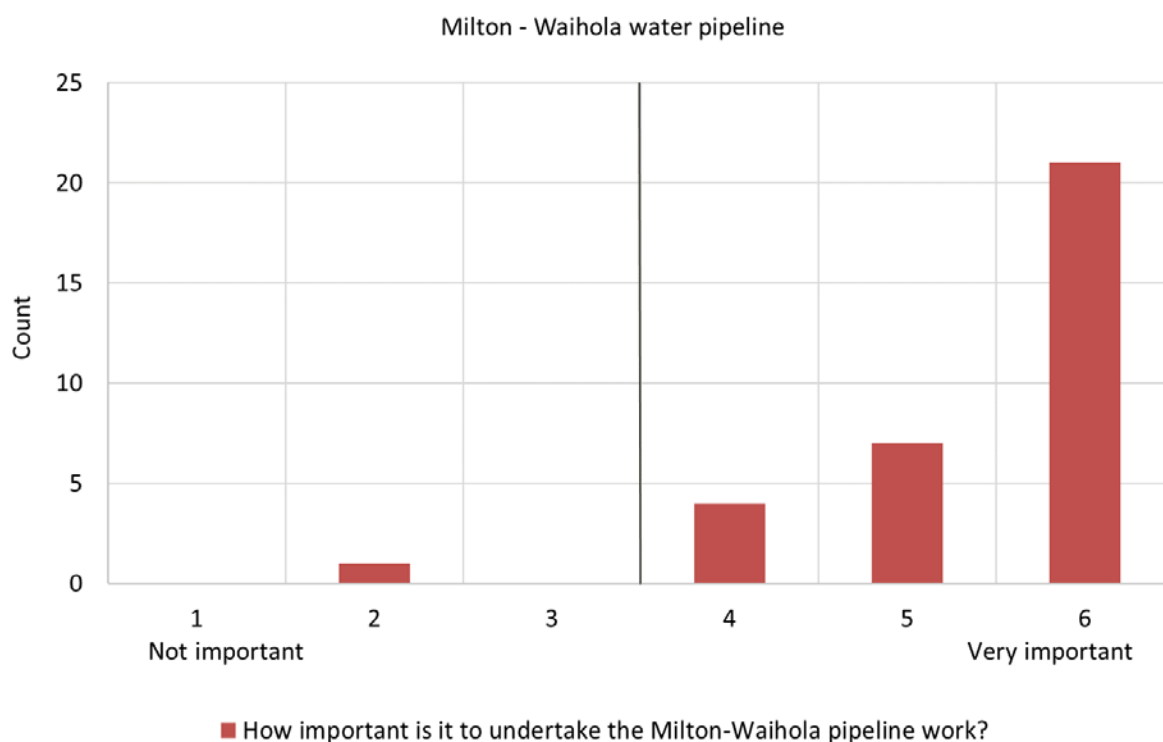 Milton - Waihola water pipeline
25
20
15
10
5
0
Count
1 2 3 4 5 6
Not important Very important
How important is it to undertake the Milton-Waihola pipeline work?